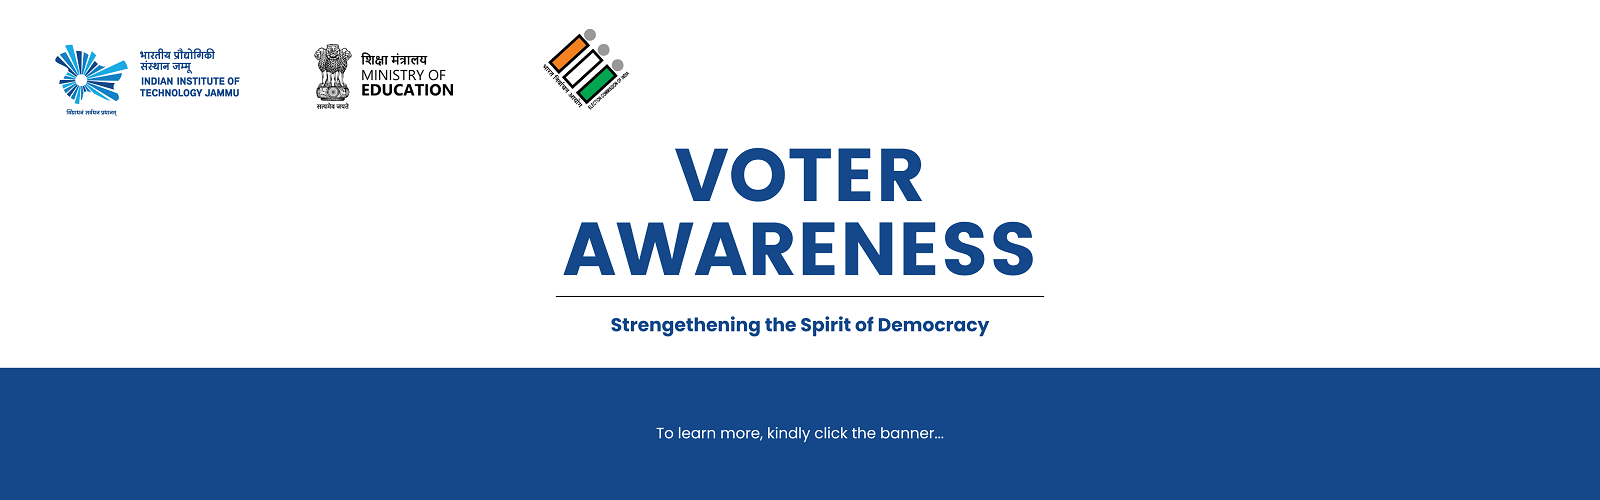 भारतीय प्रौद्योगिकी
संस्थान जम्मू
INDIAN INSTITUTE OF
TECHNOLOGY JAMMU
शिक्षा मंत्रालय
MINISTRY OF
EDUCATION
सत्यमेव जयते
भारत निर्वाचन आयोग
ELECTION COMMISSION OF INDIA
VOTER
AWARENESS
Strengethening the Spirit of Democracy
To learn more, kindly click the banner...